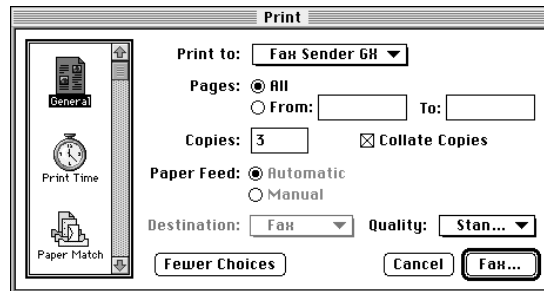 Print
Print to: Fax Sender GX
Pages: All
From: To:
General
Copies: 3 Collate Copies
Print Time
Paper Feed: Automatic
Manual
Destination: Fax Quality: Stan...
Paper Match
Fewer Choices Cancel Fax...